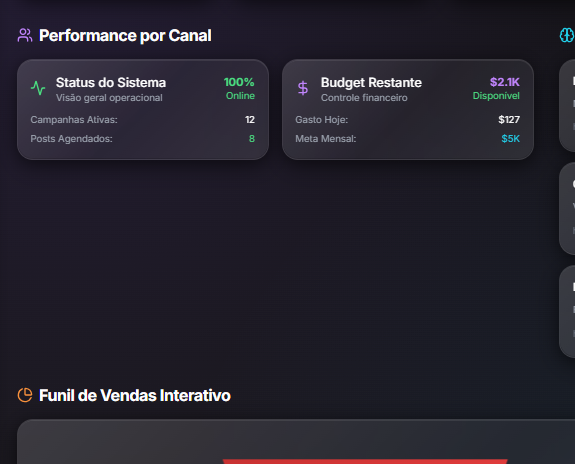 Performance por Canal
Status do Sistema
100%
Visão geral operacional
Online
Campanhas Ativas:
12
Posts Agendados:
8
Budget Restante
$2.1K
Controle financeiro
Disponível
Gasto Hoje:
$127
Meta Mensal:
$5K
Funil de Vendas Interativo